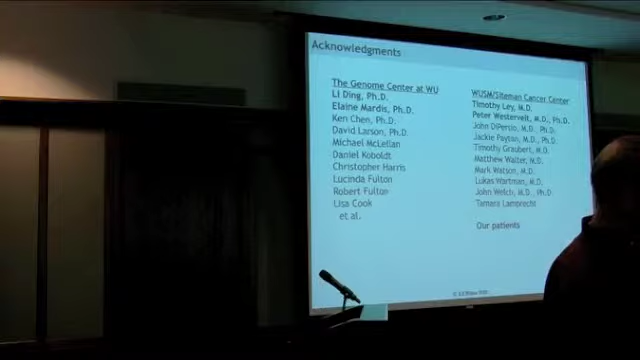 Acknowledgments
The Genome Center at WU
Li Ding, Ph.D.
Elaine Mardis, Ph.D.
Ken Chen, Ph.D.
David Larson, Ph.D.
Michael McLellan
Daniel Koboldt
Christopher Harris
Lucinda Fulton
Robert Fulton
Lisa Cook
et al.
WUSM/Siteman Cancer Center
Timothy Ley, M.D.
Peter Westervelt, M.D., Ph.D.
John DiPersio, M.D., Ph.D.
Jackie Payton, M.D., Ph.D.
Timothy Graubert, M.D.
Matthew Walter, M.D.
Mark Watson, M.D.
Lukas Wartman, M.D.
John Welch, M.D., Ph.D.
Tamara Lamprecht
Our patients